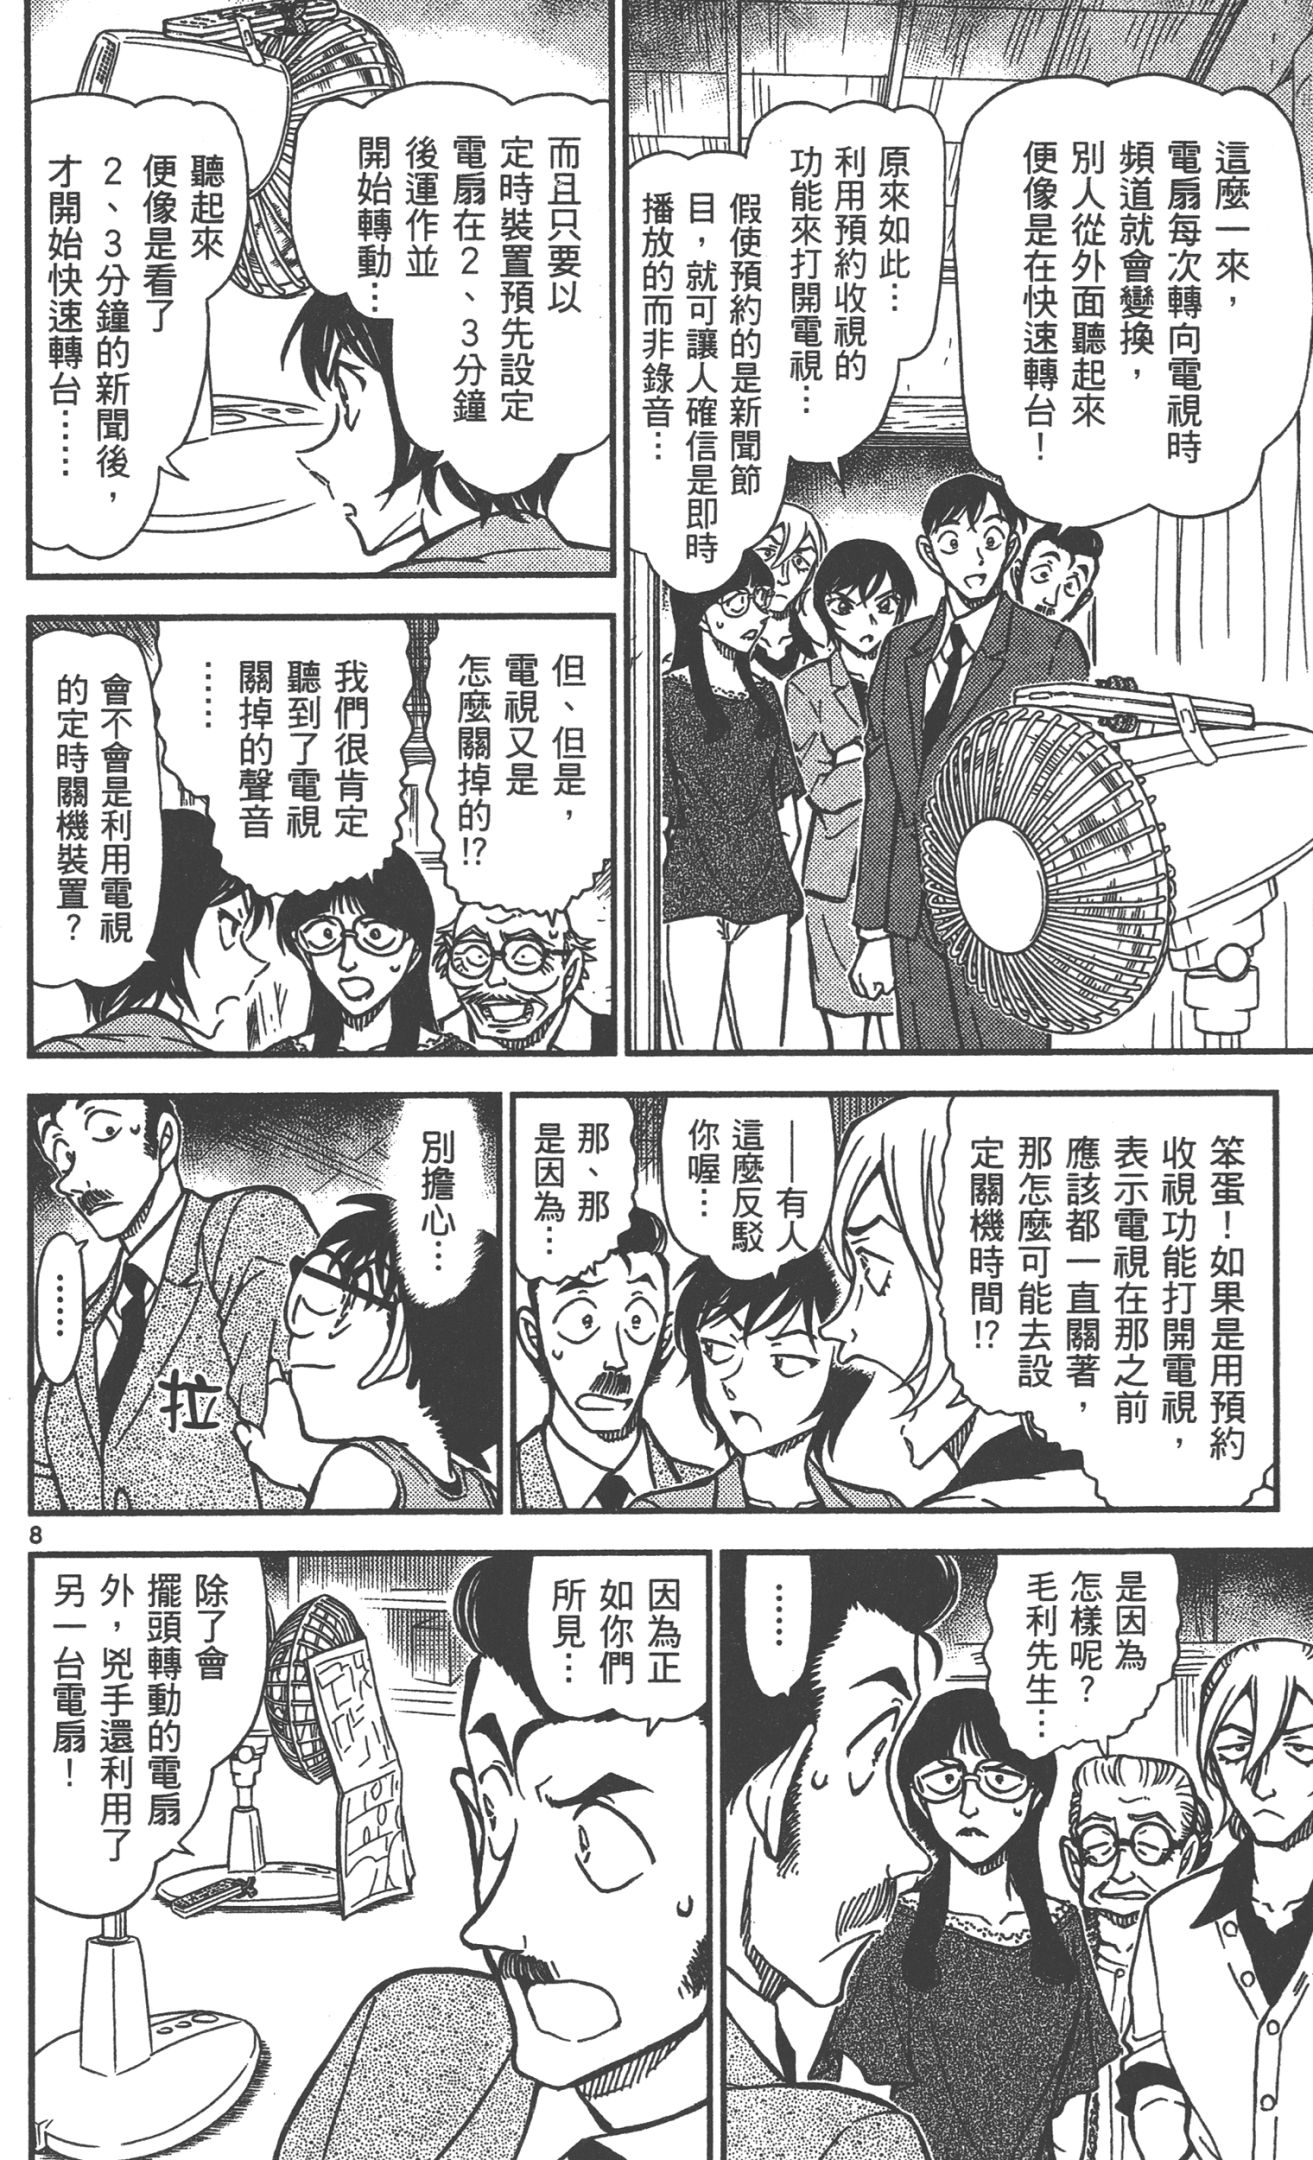 這麼一來，
電扇每次轉向電視時
頻道就會變換，
別人從外面聽起來
便像是在快速轉台！
原來如此…
利用預約收視的
功能來打開電視…
假使預約的是新聞節
目，就可讓人確信是即時
播放的而非錄音…
而且只要以
定時裝置預先設定
電扇在2、3分鐘
後運作並
開始轉動…
聽起來
便像是看了
2、3分鐘的新聞後，
才開始快速轉台……
但、但是，
電視又是
怎麼關掉的!?
我們很肯定
聽到了電視
關掉的聲音
……
會不會是利用電視
的定時關機裝置？
笨蛋！如果是用預約
收視功能打開電視，
表示電視在那之前
應該都一直關著，
那怎麼可能去設
定關機時間!?
——有人
這麼反駁
你喔…
那、那
是因為…
別擔心…
……
拉
8
是因為
怎樣呢？
毛利先生…
……
因為正
如你們
所見…
除了會
擺頭轉動的電扇
外，兇手還利用了
另一台電扇！